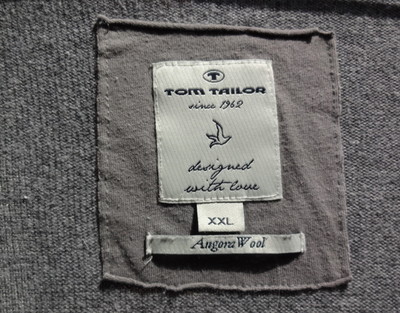 TOM TAILOR
since 1962
designed
with love
XXL
Angora Wool